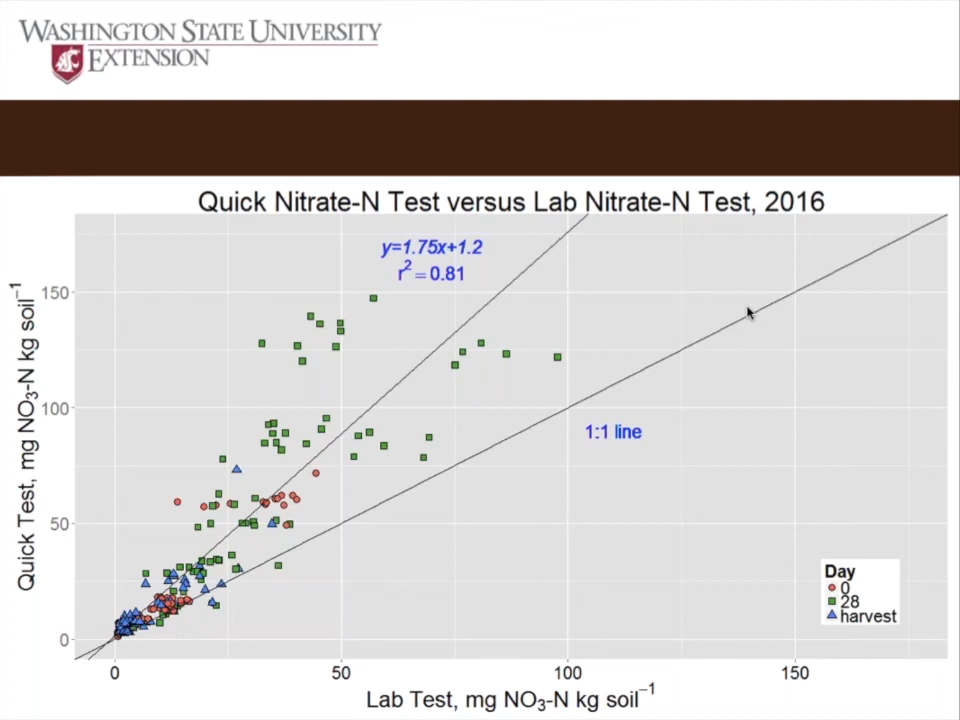 WASHINGTON STATE UNIVERSITY
EXTENSION
Quick Nitrate-N Test versus Lab Nitrate-N Test, 2016
y=1.75x+1.2
r² = 0.81
1:1 line
150
100
50
0
Quick Test, mg NO₃-N kg soil⁻¹
Day
0
28
harvest
0 50 100 150
Lab Test, mg NO₃-N kg soil⁻¹